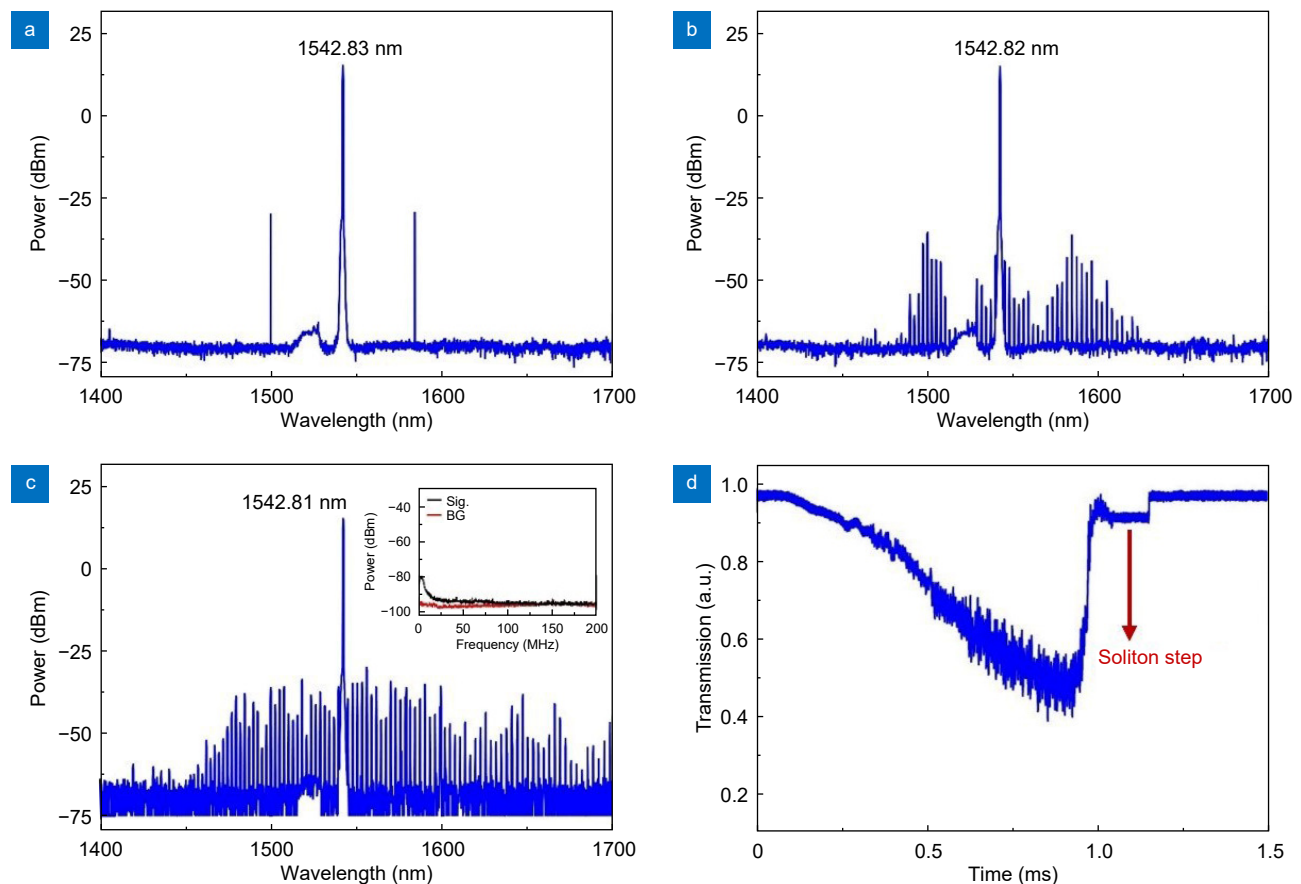 a
1542.83 nm
25
0
−25
−50
−75
Power (dBm)
1400 1500 1600 1700
Wavelength (nm)
b
1542.82 nm
25
0
−25
−50
−75
Power (dBm)
1400 1500 1600 1700
Wavelength (nm)
c
1542.81 nm
25
0
−25
−50
−75
Power (dBm)
1400 1500 1600 1700
Wavelength (nm)
Sig.
BG
−40
−60
−80
−100
Power (dBm)
0 50 100 150 200
Frequency (MHz)
d
1.0
0.8
0.6
0.4
0.2
Transmission (a.u.)
Soliton step
0 0.5 1.0 1.5
Time (ms)